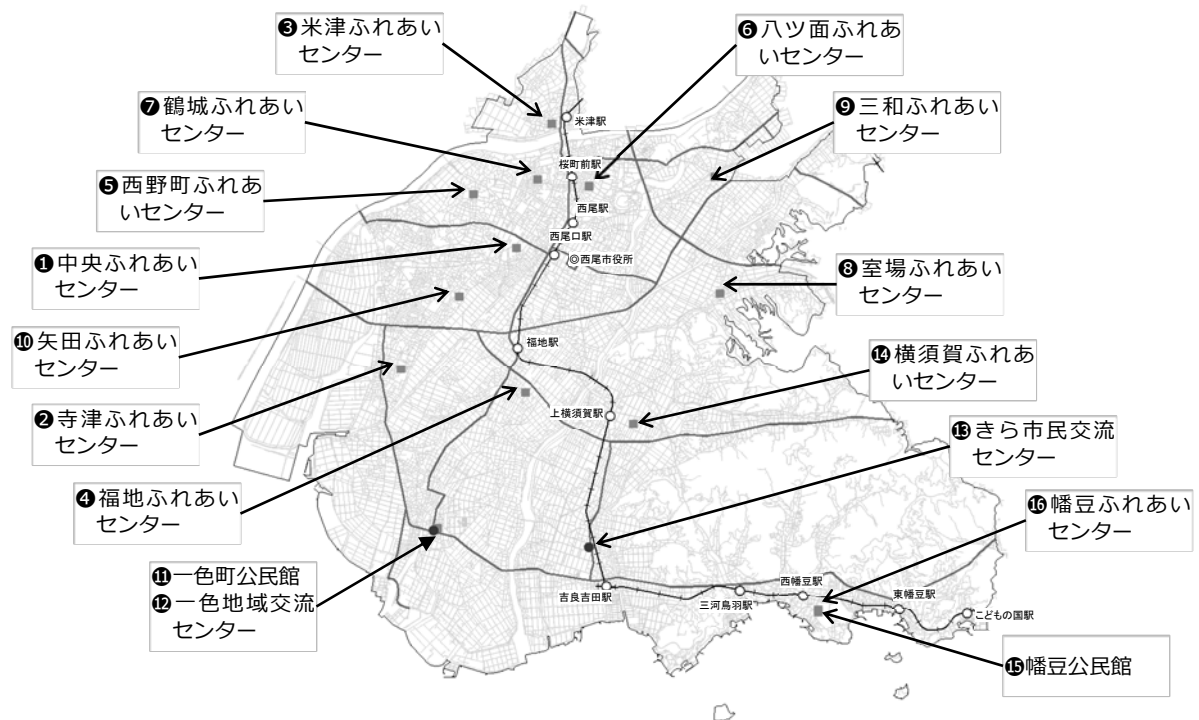 ❸米津ふれあい
センター
❻八ツ面ふれあ
いセンター
❼鶴城ふれあい
センター
❾三和ふれあい
センター
米津駅
桜町前駅
❺西野町ふれあ
いセンター
西尾駅
西尾口駅
◎西尾市役所
❶中央ふれあい
センター
❽室場ふれあい
センター
❿矢田ふれあい
センター
福地駅
⓮横須賀ふれあ
いセンター
❷寺津ふれあい
センター
上横須賀駅
⓭きら市民交流
センター
❹福地ふれあい
センター
⓰幡豆ふれあい
センター
⓫一色町公民館
⓬一色地域交流
センター
吉良吉田駅
三河鳥羽駅
西幡豆駅
東幡豆駅
こどもの国駅
⓯幡豆公民館